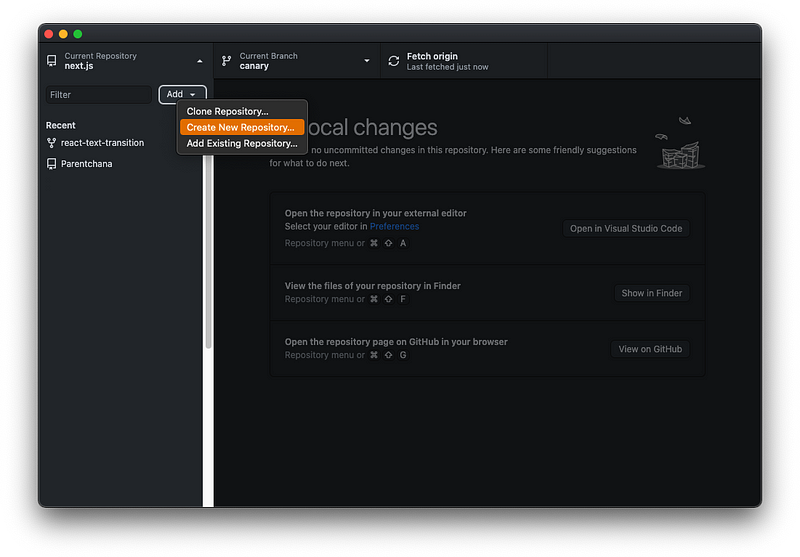 Current Repository
next.js
Current Branch
canary
Fetch origin
Last fetched just now
Filter
Add
Clone Repository...
Create New Repository...
Add Existing Repository...
Recent
react-text-transition
Parentchana
ocal changes
no uncommitted changes in this repository. Here are some friendly suggestions
for what to do next.
Open the repository in your external editor
Select your editor in Preferences
Repository menu or ⌘ ⇧ A
Open in Visual Studio Code
View the files of your repository in Finder
Repository menu or ⌘ ⇧ F
Show in Finder
Open the repository page on GitHub in your browser
Repository menu or ⌘ ⇧ G
View on GitHub